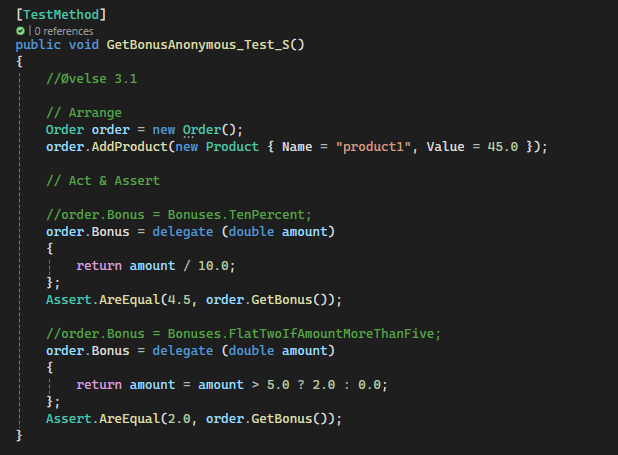 [TestMethod]
| 0 references
public void GetBonusAnonymous_Test_S()
{
//Øvelse 3.1
// Arrange
Order order = new Order();
order.AddProduct(new Product { Name = "product1", Value = 45.0 });
// Act & Assert
//order.Bonus = Bonuses.TenPercent;
order.Bonus = delegate (double amount)
{
return amount / 10.0;
};
Assert.AreEqual(4.5, order.GetBonus());
//order.Bonus = Bonuses.FlatTwoIfAmountMoreThanFive;
order.Bonus = delegate (double amount)
{
return amount = amount > 5.0 ? 2.0 : 0.0;
};
Assert.AreEqual(2.0, order.GetBonus());
}